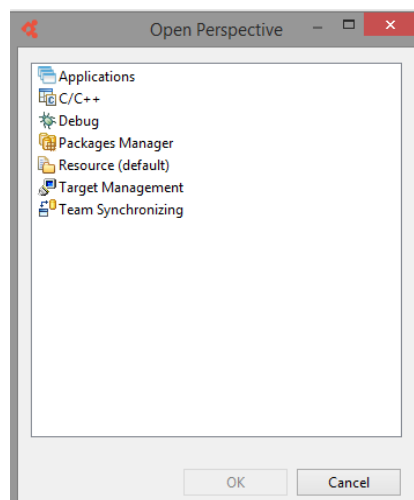 Open Perspective
Applications
C/C++
Debug
Packages Manager
Resource (default)
Target Management
Team Synchronizing
OK
Cancel